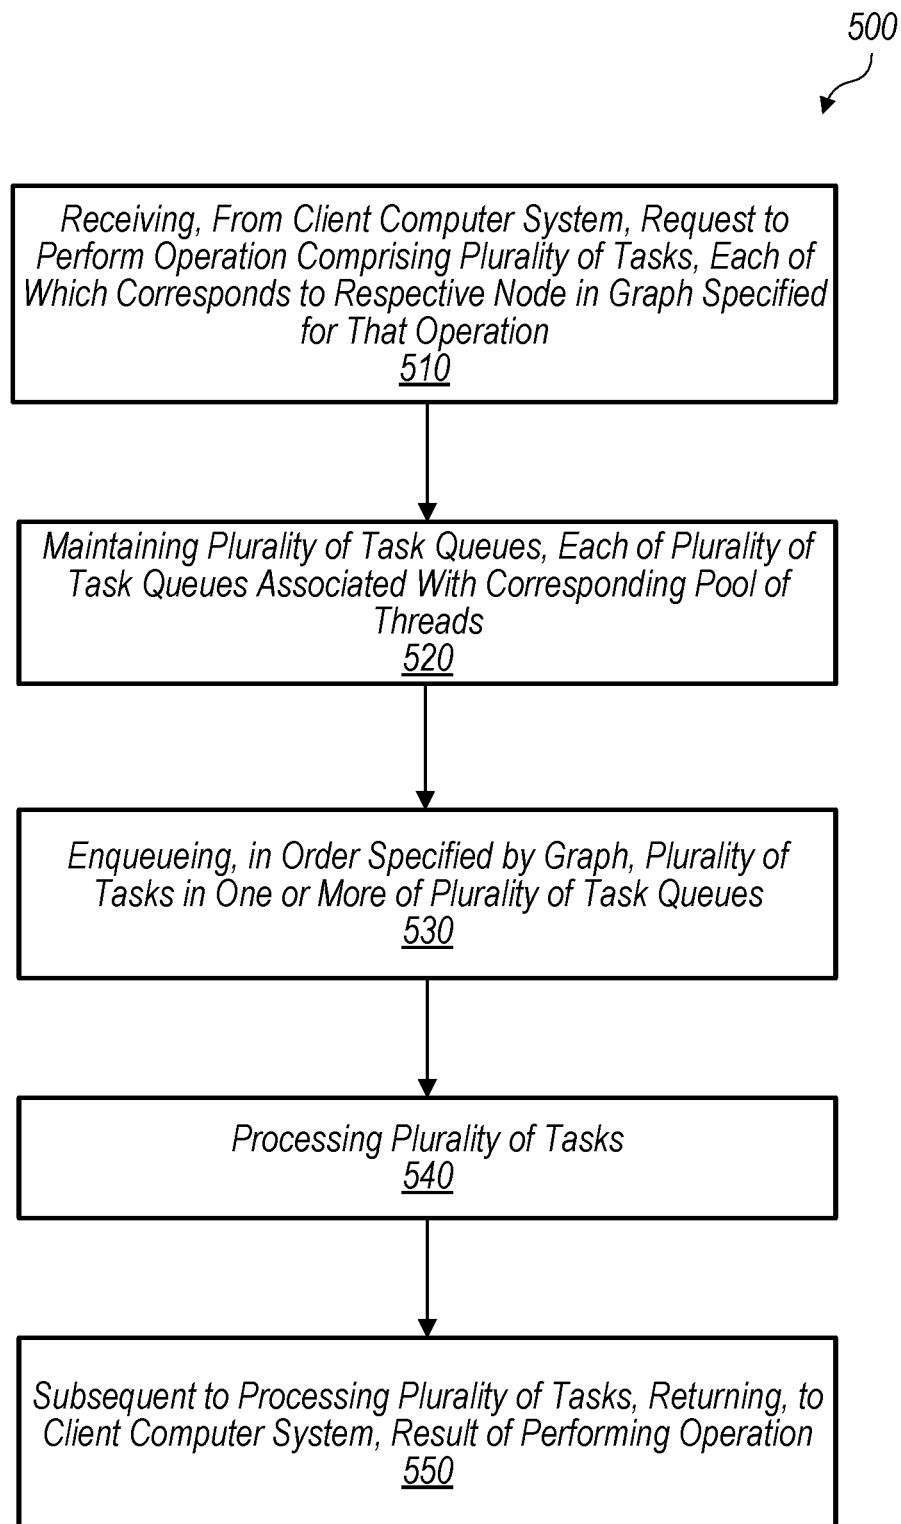 500
Receiving, From Client Computer System, Request to
Perform Operation Comprising Plurality of Tasks, Each of
Which Corresponds to Respective Node in Graph Specified
for That Operation
510
Maintaining Plurality of Task Queues, Each of Plurality of
Task Queues Associated With Corresponding Pool of
Threads
520
Enqueueing, in Order Specified by Graph, Plurality of
Tasks in One or More of Plurality of Task Queues
530
Processing Plurality of Tasks
540
Subsequent to Processing Plurality of Tasks, Returning, to
Client Computer System, Result of Performing Operation
550